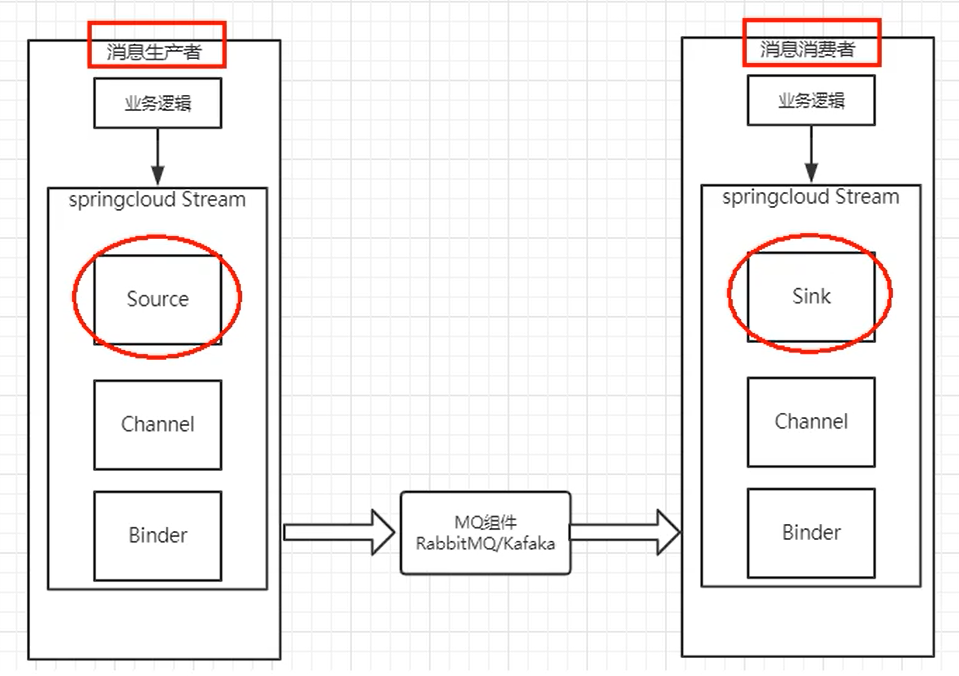 消息生产者
业务逻辑
springcloud Stream
Source
Channel
Binder
MQ组件
RabbitMQ/Kafaka
消息消费者
业务逻辑
springcloud Stream
Sink
Channel
Binder